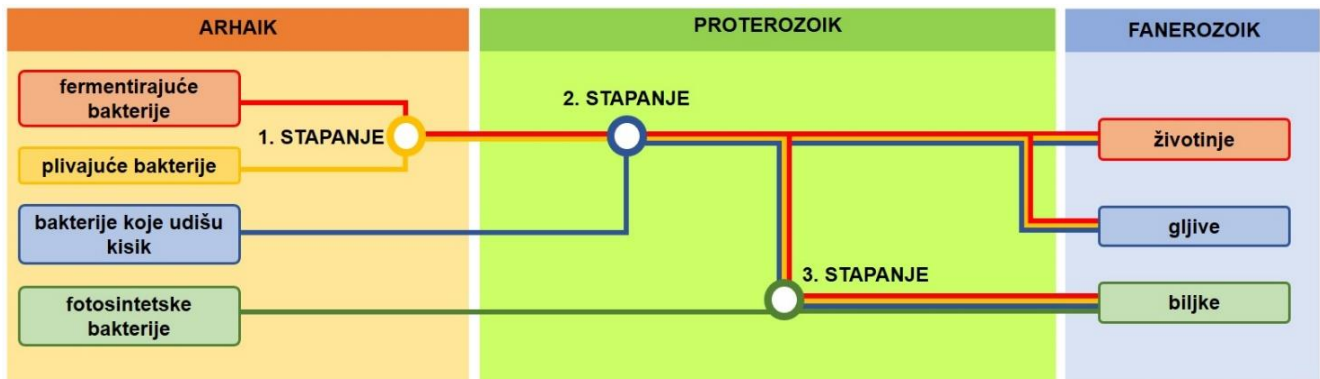 ARHAIK
PROTEROZOIK
FANEROZOIK
fermentirajuće
bakterije
2. STAPANJE
1. STAPANJE
životinje
plivajuće bakterije
bakterije koje udišu
kisik
gljive
3. STAPANJE
fotosintetske
bakterije
biljke